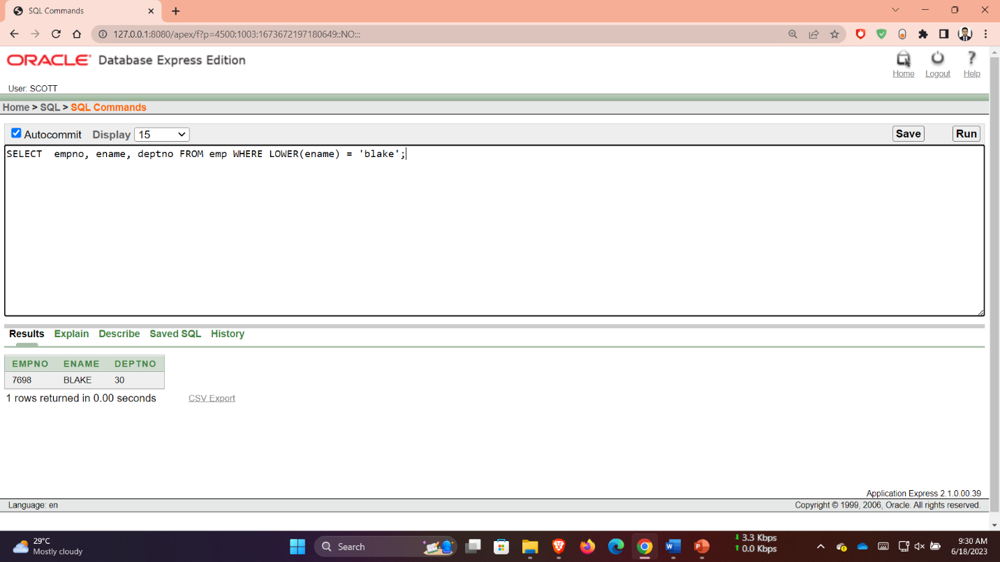 SQL Commands
127.0.0.1:8080/apex/f?p=4500:1003:1673672197180649::NO:::
ORACLE Database Express Edition
Home Logout Help
User: SCOTT
Home > SQL > SQL Commands
Autocommit Display 15 Save Run
SELECT  empno, ename, deptno FROM emp WHERE LOWER(ename) = 'blake';
Results Explain Describe Saved SQL History
EMPNO ENAME DEPTNO
7698 BLAKE 30
1 rows returned in 0.00 seconds CSV Export
Application Express 2.1.0.00.39
Language: en Copyright © 1999, 2006, Oracle. All rights reserved.
29°C
Mostly cloudy
Search
3.3 Kbps
0.0 Kbps
9:30 AM
6/18/2023